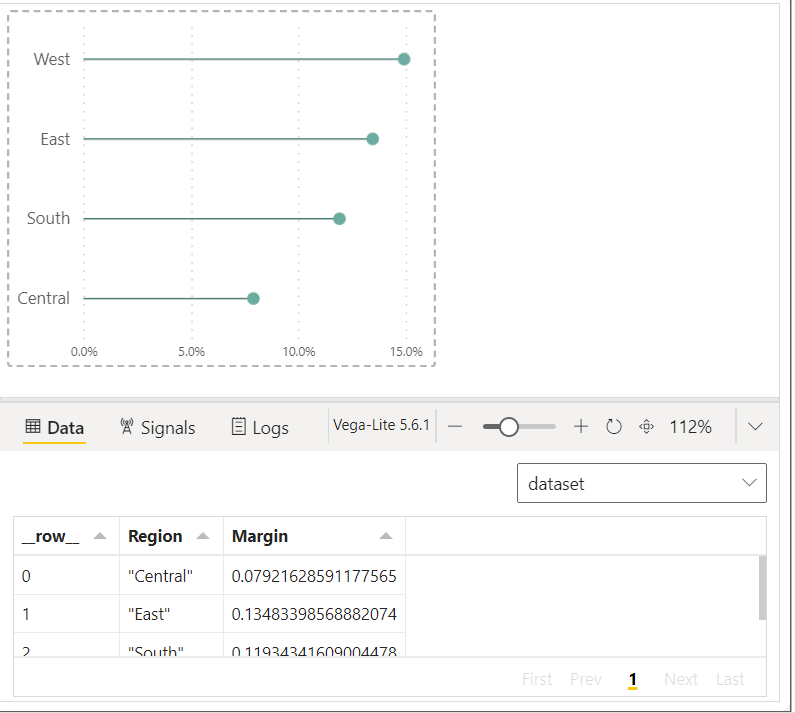 West
East
South
Central
0.0% 5.0% 10.0% 15.0%
Data Signals Logs Vega-Lite 5.6.1 112%
dataset
__row__ Region Margin
0 "Central" 0.07921628591177565
1 "East" 0.13483398568882074
2 "South" 0.11934341609004478
First Prev 1 Next Last